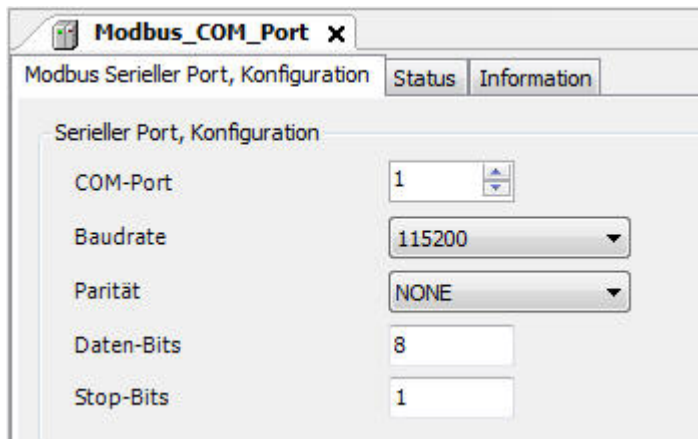 Modbus_COM_Port x
Modbus Serieller Port, Konfiguration Status Information
Serieller Port, Konfiguration
COM-Port 1
Baudrate 115200
Parität NONE
Daten-Bits 8
Stop-Bits 1